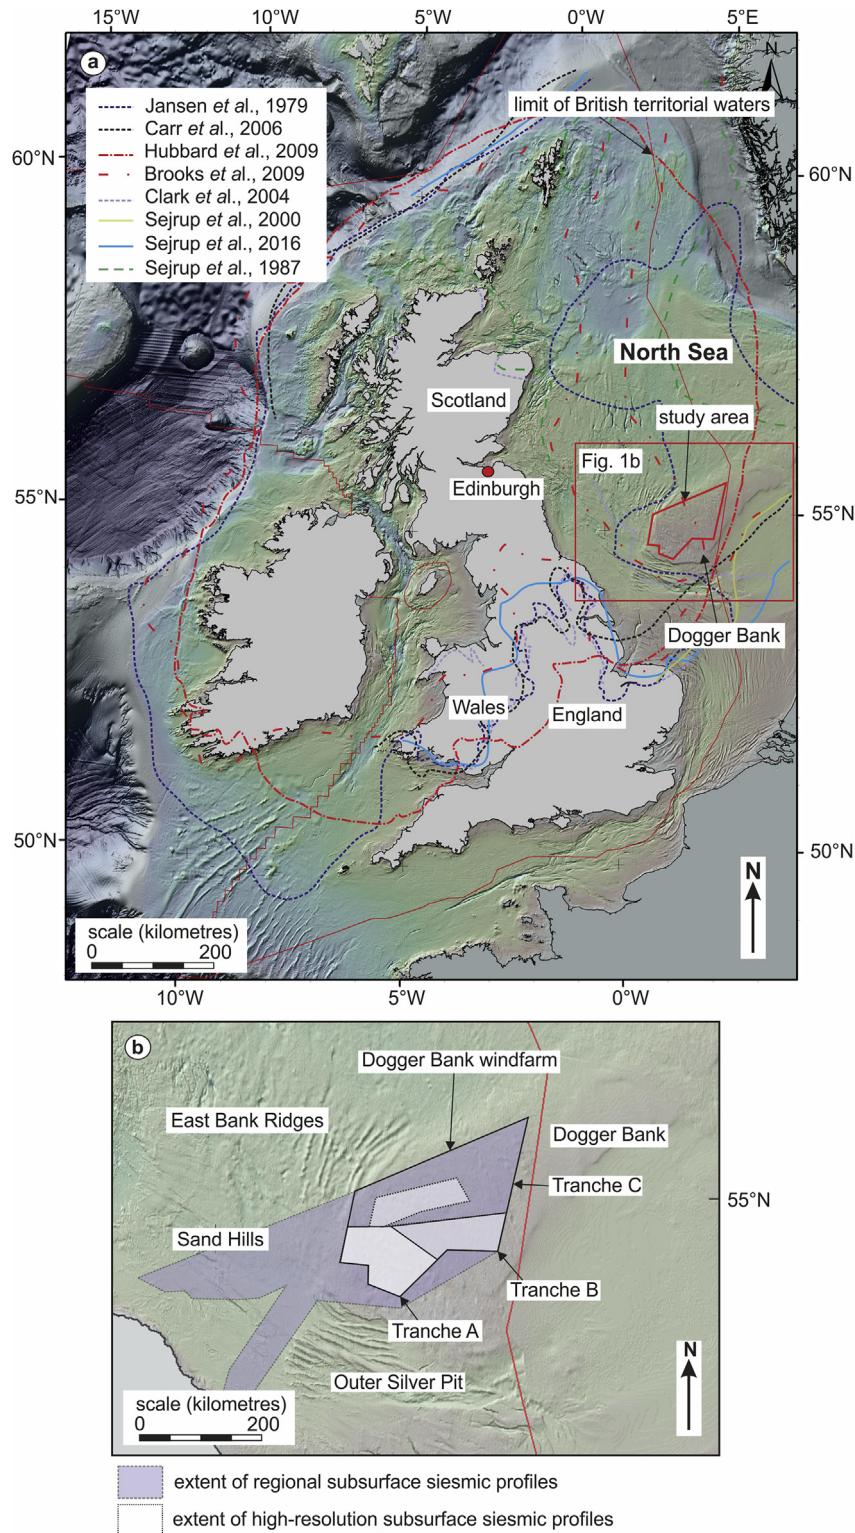 15°W 10°W 5°W 0°W 5°E
a
N
Jansen et al., 1979
Carr et al., 2006
Hubbard et al., 2009
Brooks et al., 2009
Clark et al., 2004
Sejrup et al., 2000
Sejrup et al., 2016
Sejrup et al., 1987
limit of British territorial waters
60°N 60°N
North Sea
Scotland
study area
Fig. 1b
Edinburgh
55°N 55°N
Dogger Bank
Wales
England
50°N 50°N
N
scale (kilometres)
0 200
10°W 5°W 0°W
b
Dogger Bank windfarm
East Bank Ridges
Dogger Bank
Tranche C
55°N
Sand Hills
Tranche B
Tranche A
N
Outer Silver Pit
scale (kilometres)
0 200
extent of regional subsurface siesmic profiles
extent of high-resolution subsurface siesmic profiles